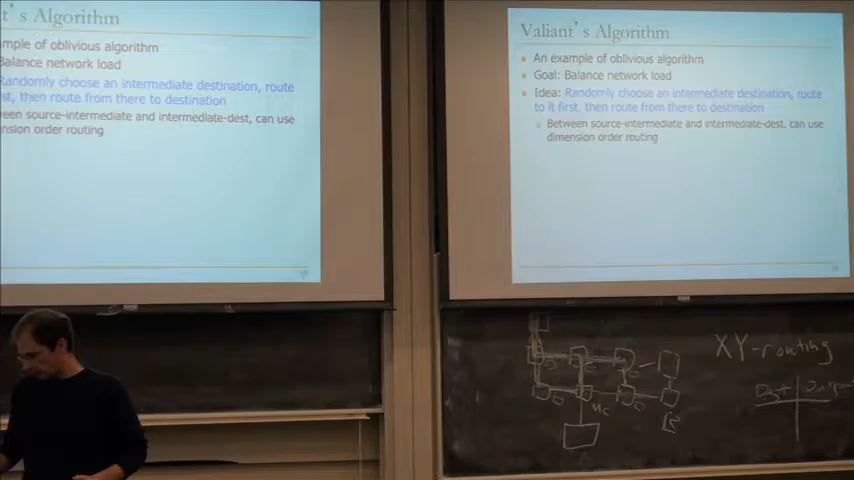 t's Algorithm
mple of oblivious algorithm
Balance network load
Randomly choose an intermediate destination, route
st, then route from there to destination
een source-intermediate and intermediate-dest, can use
nsion order routing
Valiant's Algorithm
An example of oblivious algorithm
Goal: Balance network load
Idea: Randomly choose an intermediate destination, route
to it first, then route from there to destination
Between source-intermediate and intermediate-dest, can use
dimension order routing
XY-routing